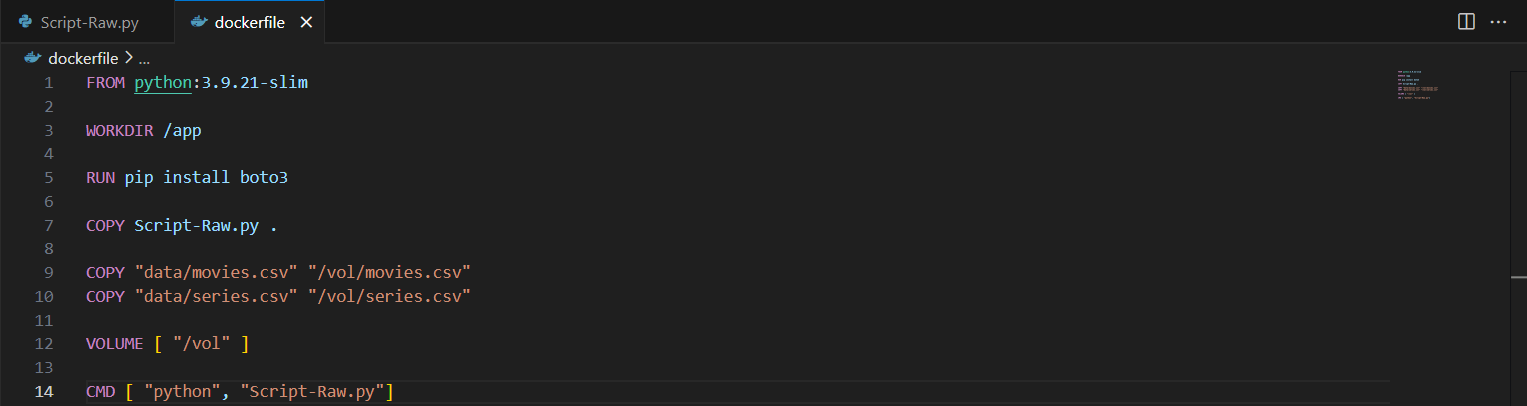 Script-Raw.py dockerfile
dockerfile > ...
1 FROM python:3.9.21-slim
2
3 WORKDIR /app
4
5 RUN pip install boto3
6
7 COPY Script-Raw.py .
8
9 COPY "data/movies.csv" "/vol/movies.csv"
10 COPY "data/series.csv" "/vol/series.csv"
11
12 VOLUME [ "/vol" ]
13
14 CMD [ "python", "Script-Raw.py"]